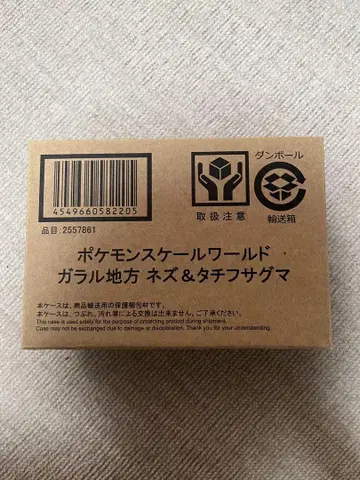 4549660582205
品目 2557861
取扱注意
ダンボール
輸送箱
ポケモンスケールワールド
ガラル地方 ネズ＆タチフサグマ
本ケースは、商品輸送用の保護梱包材です。
本ケースは、つぶれ、汚れ等による交換は出来ません。ご了承ください。
This case is used solely for the purpose of protecting product during shipment.
Case may not be exchanged due to damage or discoloration. Thank you for your understanding.